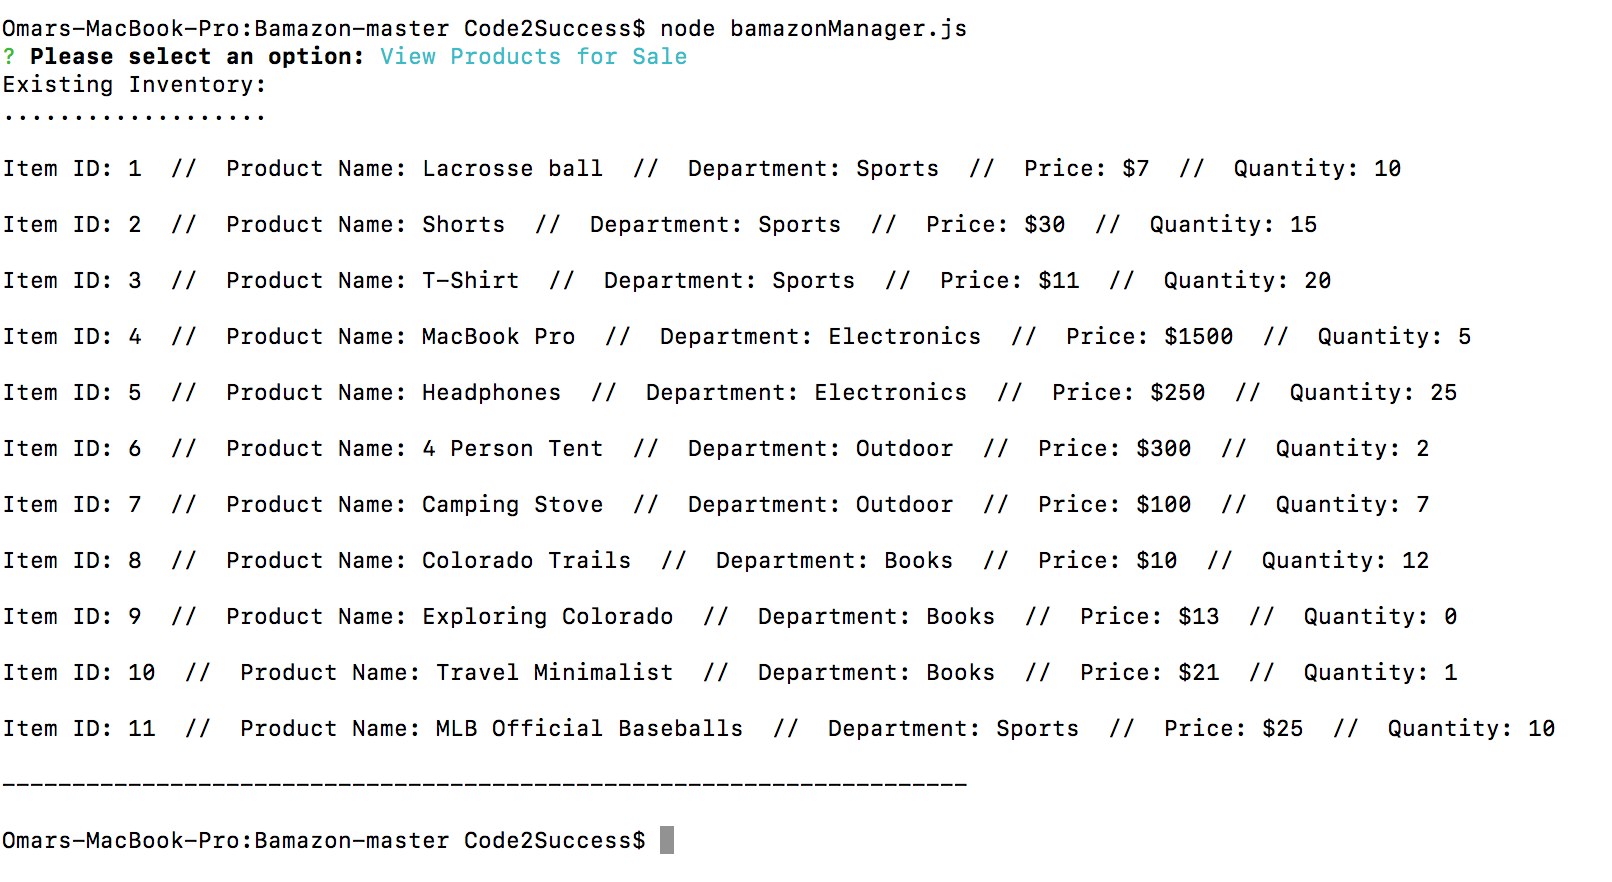 Omars-MacBook-Pro:Bamazon-master Code2Success$ node bamazonManager.js
? Please select an option: View Products for Sale
Existing Inventory:
...................
Item ID: 1  //  Product Name: Lacrosse ball  //  Department: Sports  //  Price: $7  //  Quantity: 10
Item ID: 2  //  Product Name: Shorts  //  Department: Sports  //  Price: $30  //  Quantity: 15
Item ID: 3  //  Product Name: T-Shirt  //  Department: Sports  //  Price: $11  //  Quantity: 20
Item ID: 4  //  Product Name: MacBook Pro  //  Department: Electronics  //  Price: $1500  //  Quantity: 5
Item ID: 5  //  Product Name: Headphones  //  Department: Electronics  //  Price: $250  //  Quantity: 25
Item ID: 6  //  Product Name: 4 Person Tent  //  Department: Outdoor  //  Price: $300  //  Quantity: 2
Item ID: 7  //  Product Name: Camping Stove  //  Department: Outdoor  //  Price: $100  //  Quantity: 7
Item ID: 8  //  Product Name: Colorado Trails  //  Department: Books  //  Price: $10  //  Quantity: 12
Item ID: 9  //  Product Name: Exploring Colorado  //  Department: Books  //  Price: $13  //  Quantity: 0
Item ID: 10  //  Product Name: Travel Minimalist  //  Department: Books  //  Price: $21  //  Quantity: 1
Item ID: 11  //  Product Name: MLB Official Baseballs  //  Department: Sports  //  Price: $25  //  Quantity: 10
---------------------------------------------------------------------
Omars-MacBook-Pro:Bamazon-master Code2Success$